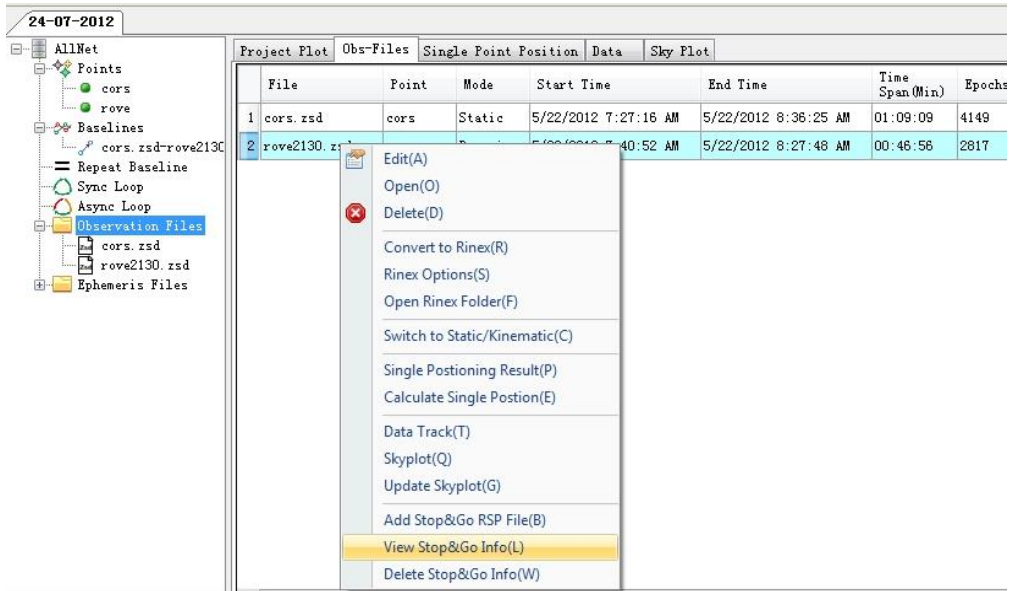 24-07-2012
AllNet
Points
cors
rove
Baselines
cors.zsd-rove2130
Repeat Baseline
Sync Loop
Async Loop
Observation Files
cors.zsd
rove2130.zsd
Ephemeris Files
Project Plot Obs-Files Single Point Position Data Sky Plot
File Point Mode Start Time End Time Time Span(Min) Epochs
1 cors.zsd cors Static 5/22/2012 7:27:16 AM 5/22/2012 8:36:25 AM 01:09:09 4149
2 rove2130. 40:52 AM 5/22/2012 8:27:48 AM 00:46:56 2817
Edit(A)
Open(O)
Delete(D)
Convert to Rinex(R)
Rinex Options(S)
Open Rinex Folder(F)
Switch to Static/Kinematic(C)
Single Postioning Result(P)
Calculate Single Postion(E)
Data Track(T)
Skyplot(Q)
Update Skyplot(G)
Add Stop&Go RSP File(B)
View Stop&Go Info(L)
Delete Stop&Go Info(W)